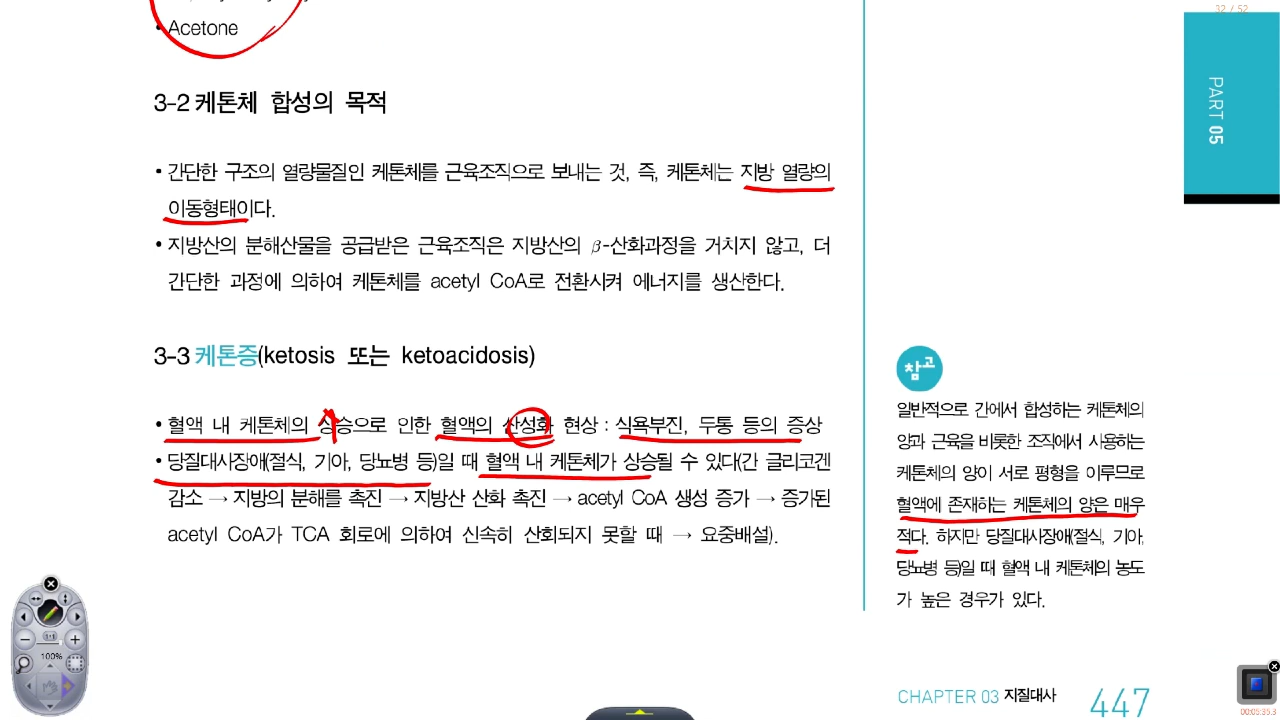 32 / 52
• Acetone
PART 05
3-2 케톤체 합성의 목적
• 간단한 구조의 열량물질인 케톤체를 근육조직으로 보내는 것, 즉, 케톤체는 지방 열량의
이동형태이다.
• 지방산의 분해산물을 공급받은 근육조직은 지방산의 β-산화과정을 거치지 않고, 더
간단한 과정에 의하여 케톤체를 acetyl CoA로 전환시켜 에너지를 생산한다.
3-3 케톤증(ketosis 또는 ketoacidosis)
• 혈액 내 케톤체의 상승으로 인한 혈액의 산성화 현상 : 식욕부진, 두통 등의 증상
• 당질대사장애(절식, 기아, 당뇨병 등)일 때 혈액 내 케톤체가 상승될 수 있다(간 글리코겐
감소 → 지방의 분해를 촉진 → 지방산 산화 촉진 → acetyl CoA 생성 증가 → 증가된
acetyl CoA가 TCA 회로에 의하여 신속히 산회되지 못할 때 → 요중배설).
참고
일반적으로 간에서 합성하는 케톤체의
양과 근육을 비롯한 조직에서 사용하는
케톤체의 양이 서로 평형을 이루므로
혈액에 존재하는 케톤체의 양은 매우
적다. 하지만 당질대사장애(절식, 기아,
당뇨병 등)일 때 혈액 내 케톤체의 농도
가 높은 경우가 있다.
CHAPTER 03 지질대사 447
100%
00:05:35.3